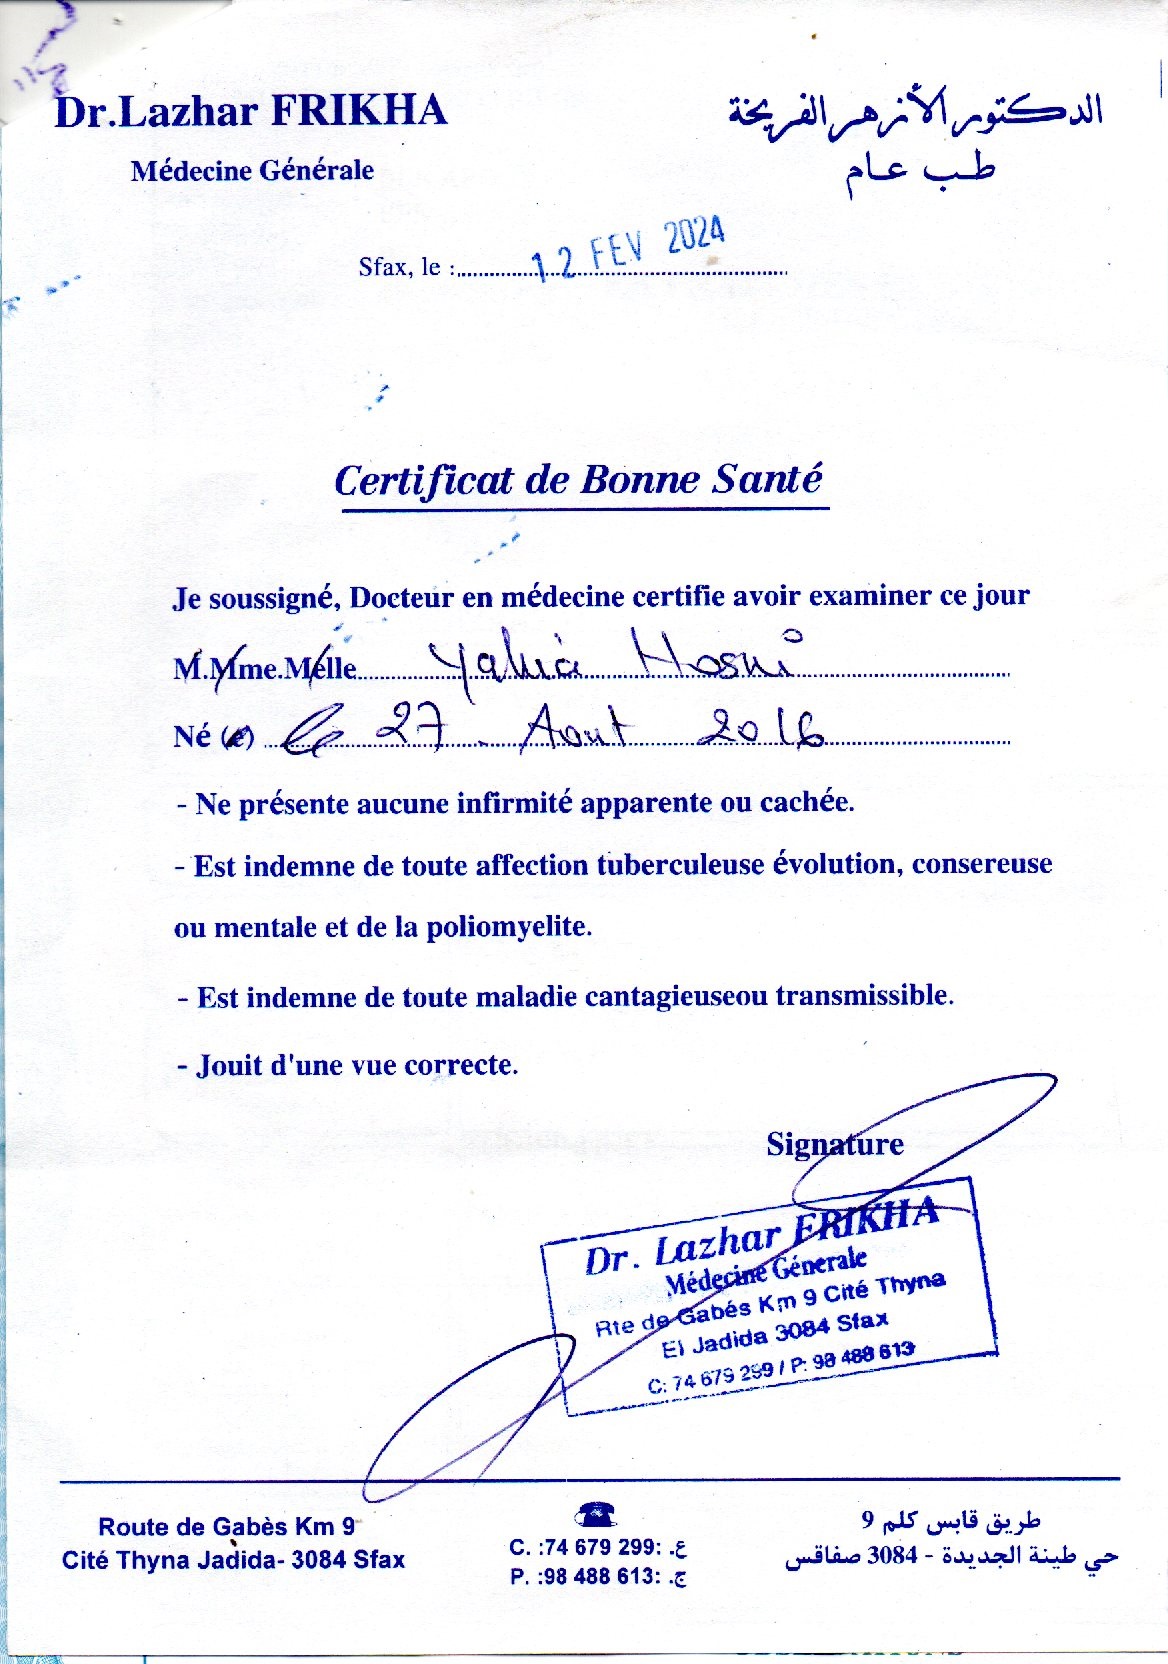 Dr.Lazhar FRIKHA
الدكتور الأزهر الفريخة
Médecine Générale
طب عام
Sfax, le :
12 FEV 2024
Certificat de Bonne Santé
Je soussigné, Docteur en médecine certifie avoir examiner ce jour
M.Mme.Melle Yahia Hosni
Né (e) le 27 Aout 2016
- Ne présente aucune infirmité apparente ou cachée.
- Est indemne de toute affection tuberculeuse évolution, consereuse
ou mentale et de la poliomyelite.
- Est indemne de toute maladie cantagieuseou transmissible.
- Jouit d'une vue correcte.
Signature
Dr. Lazhar FRIKHA
Médecine Génerale
Rte de Gabés Km 9 Cité Thyna
El Jadida 3084 Sfax
C: 74 679 299 / P: 98 488 613
Route de Gabès Km 9
Cité Thyna Jadida- 3084 Sfax
C. :74 679 299: .ع
P. :98 488 613: .ج
طريق قابس كلم 9
حي طينة الجديدة - 3084 صفاقس